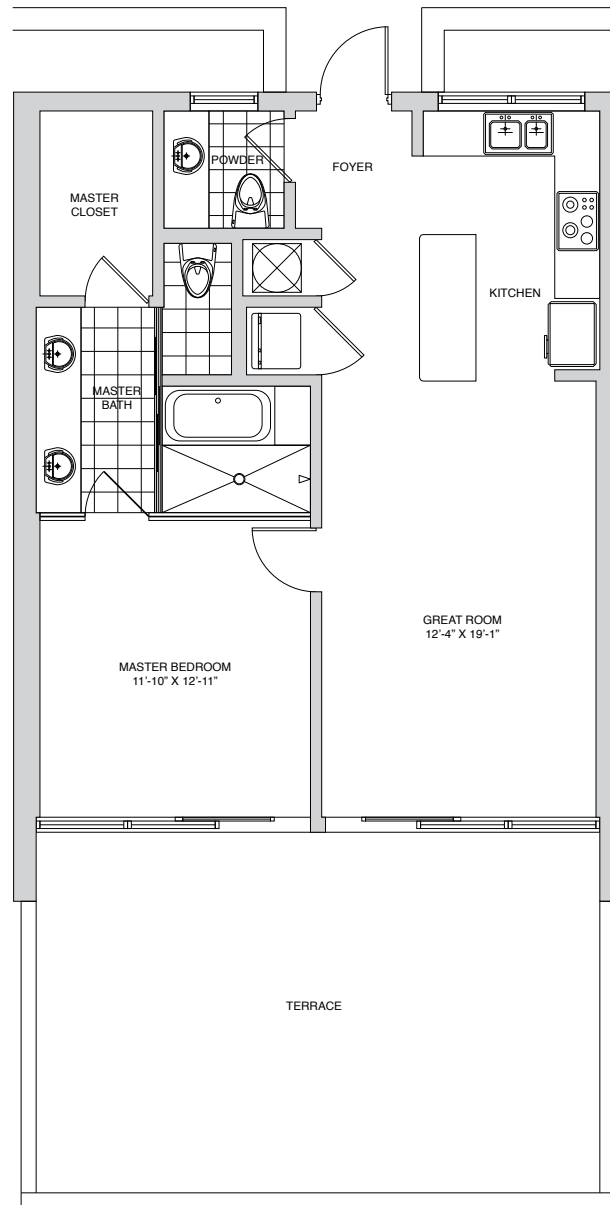 POWDER
FOYER
MASTER
CLOSET
KITCHEN
MASTER
BATH
GREAT ROOM
12'-4” X 19'-1”
MASTER BEDROOM
11'-10” X 12'-11”
TERRACE